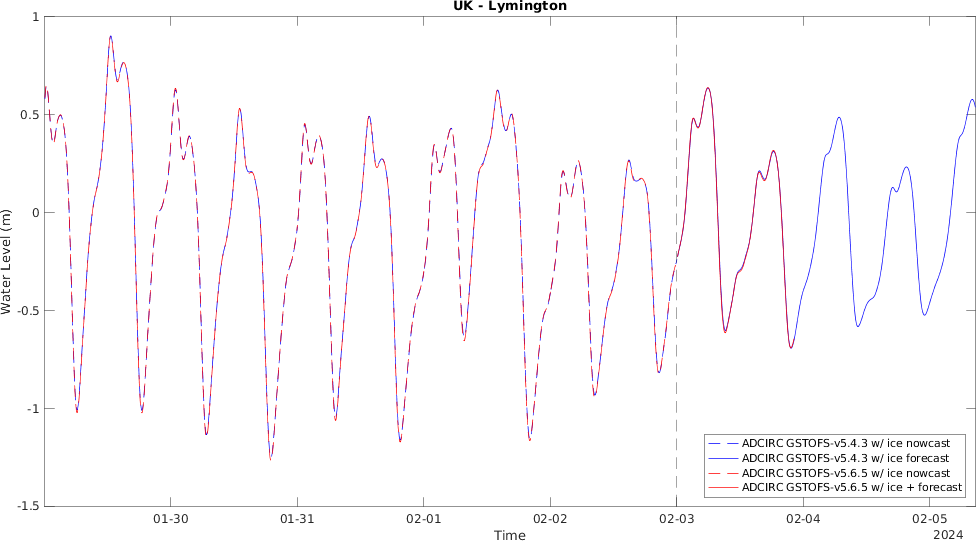 UK - Lymington
1
0.5
0
-0.5
-1
-1.5
Water Level (m)
01-30
01-31
02-01
02-02
02-03
02-04
02-05
Time
2024
ADCIRC GSTOFS-v5.4.3 w/ ice nowcast
ADCIRC GSTOFS-v5.4.3 w/ ice forecast
ADCIRC GSTOFS-v5.6.5 w/ ice nowcast
ADCIRC GSTOFS-v5.6.5 w/ ice + forecast